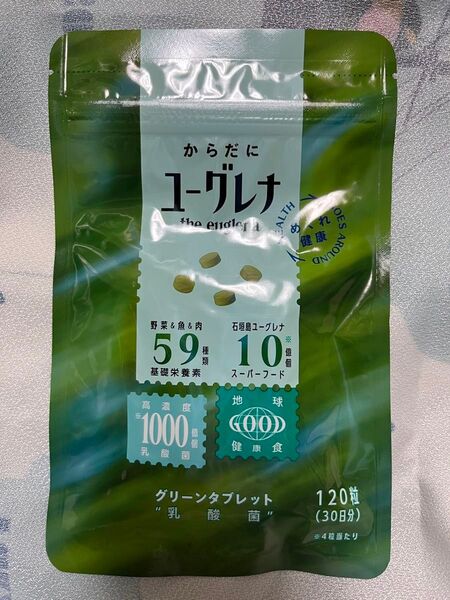 からだに
ユーグレナ
the euglena
HEALTH GOES AROUND
めぐれ
健康
野菜&魚&肉
59種類
基礎栄養素
石垣島ユーグレナ
10億個※
スーパーフード
高濃度
※1000億個
乳酸菌
地球
GOOD
健康食
グリーンタブレット
"乳酸菌"
120粒
(30日分)
※4粒当たり